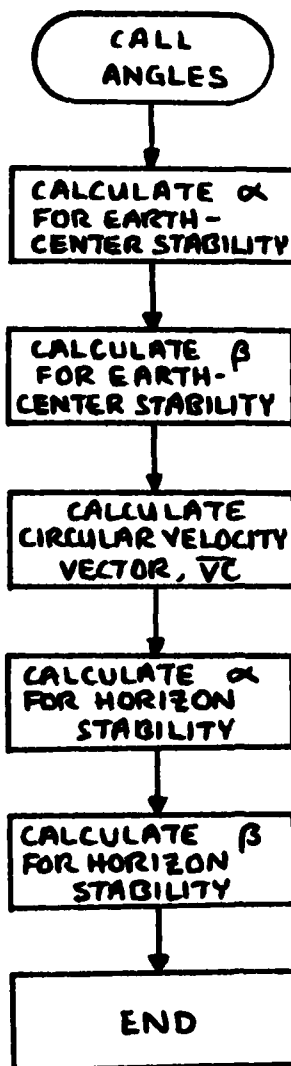 CALL
ANGLES
CALCULATE α
FOR EARTH-
CENTER STABILITY
CALCULATE β
FOR EARTH-
CENTER STABILITY
CALCULATE
CIRCULAR VELOCITY
VECTOR, V̅C̅
CALCULATE α
FOR HORIZON
STABILITY
CALCULATE β
FOR HORIZON
STABILITY
END